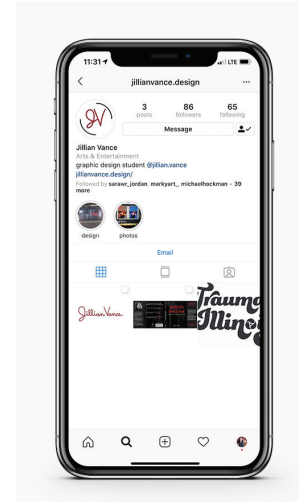 11:31
LTE
jillianvance.design
JV
3 86 65
posts followers following
Message
Jillian Vance
Arts & Entertainment
graphic design student @jillian.vance
jillianvance.design/
Followed by sarawr_jordan, markyart_, michaelhockman + 39
more
design photos
Email
Jillian Vance
Trauma
Illinois